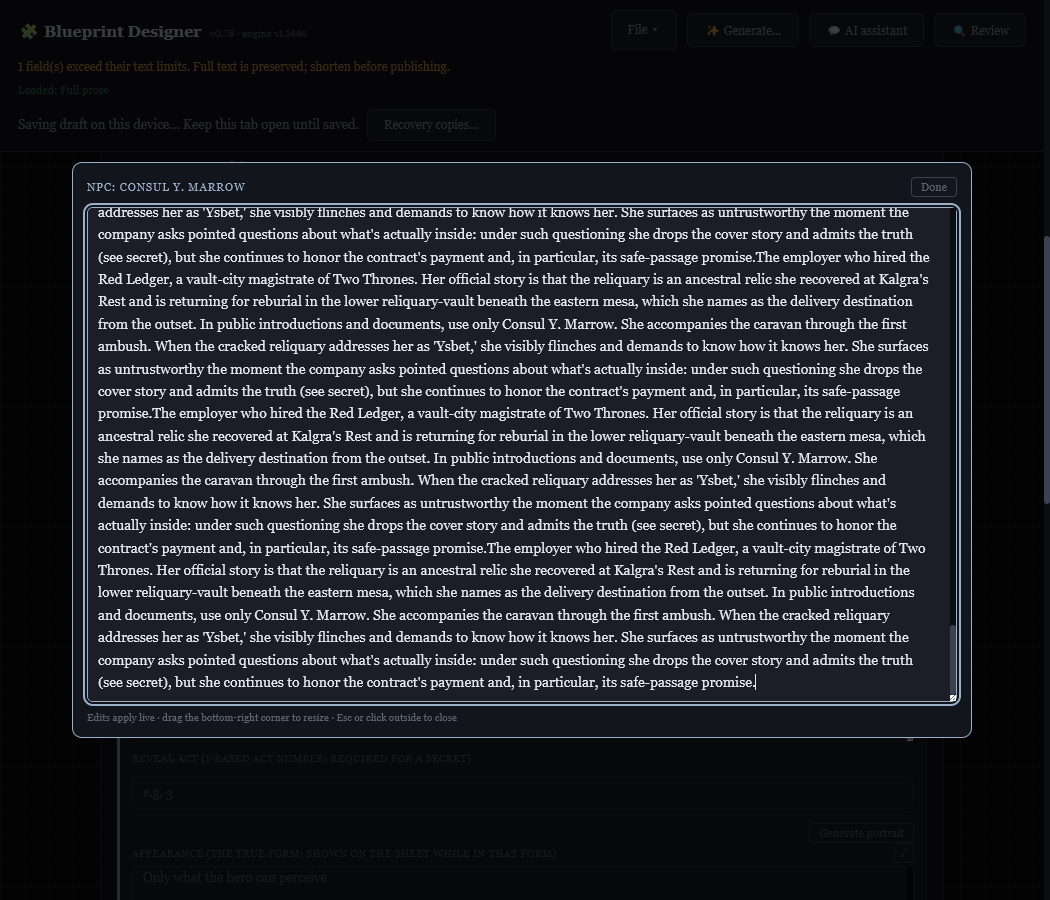 Blueprint Designer v0.78 · engine v1.1446
File ▾
Generate...
AI assistant
Review
1 field(s) exceed their text limits. Full text is preserved; shorten before publishing.
Loaded: Full prose
Saving draft on this device... Keep this tab open until saved.
Recovery copies...
NPC: CONSUL Y. MARROW
Done
addresses her as 'Ysbet,' she visibly flinches and demands to know how it knows her. She surfaces as untrustworthy the moment the
company asks pointed questions about what's actually inside: under such questioning she drops the cover story and admits the truth
(see secret), but she continues to honor the contract's payment and, in particular, its safe-passage promise.The employer who hired the
Red Ledger, a vault-city magistrate of Two Thrones. Her official story is that the reliquary is an ancestral relic she recovered at Kalgra's
Rest and is returning for reburial in the lower reliquary-vault beneath the eastern mesa, which she names as the delivery destination
from the outset. In public introductions and documents, use only Consul Y. Marrow. She accompanies the caravan through the first
ambush. When the cracked reliquary addresses her as 'Ysbet,' she visibly flinches and demands to know how it knows her. She surfaces
as untrustworthy the moment the company asks pointed questions about what's actually inside: under such questioning she drops the
cover story and admits the truth (see secret), but she continues to honor the contract's payment and, in particular, its safe-passage
promise.The employer who hired the Red Ledger, a vault-city magistrate of Two Thrones. Her official story is that the reliquary is an
ancestral relic she recovered at Kalgra's Rest and is returning for reburial in the lower reliquary-vault beneath the eastern mesa, which
she names as the delivery destination from the outset. In public introductions and documents, use only Consul Y. Marrow. She
accompanies the caravan through the first ambush. When the cracked reliquary addresses her as 'Ysbet,' she visibly flinches and
demands to know how it knows her. She surfaces as untrustworthy the moment the company asks pointed questions about what's
actually inside: under such questioning she drops the cover story and admits the truth (see secret), but she continues to honor the
contract's payment and, in particular, its safe-passage promise.The employer who hired the Red Ledger, a vault-city magistrate of Two
Thrones. Her official story is that the reliquary is an ancestral relic she recovered at Kalgra's Rest and is returning for reburial in the
lower reliquary-vault beneath the eastern mesa, which she names as the delivery destination from the outset. In public introductions
and documents, use only Consul Y. Marrow. She accompanies the caravan through the first ambush. When the cracked reliquary
addresses her as 'Ysbet,' she visibly flinches and demands to know how it knows her. She surfaces as untrustworthy the moment the
company asks pointed questions about what's actually inside: under such questioning she drops the cover story and admits the truth
(see secret), but she continues to honor the contract's payment and, in particular, its safe-passage promise.
Edits apply live · drag the bottom-right corner to resize · Esc or click outside to close
REVEAL ACT (1-BASED ACT NUMBER; REQUIRED FOR A SECRET)
e.g. 3
Generate portrait
APPEARANCE (THE TRUE FORM; SHOWN ON THE SHEET WHILE IN THAT FORM)
Only what the hero can perceive